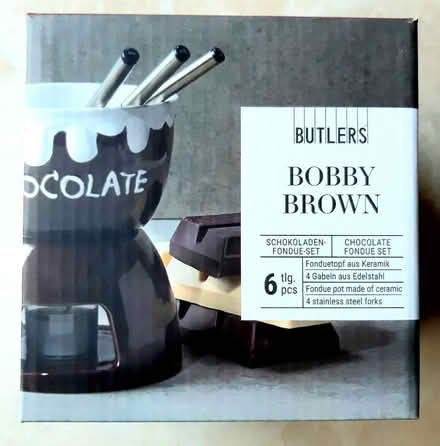 OCOLATE
BUTLERS
BOBBY
BROWN
SCHOKOLADEN-
FONDUE-SET
CHOCOLATE
FONDUE SET
6 tlg.
pcs
Fonduetopf aus Keramik
4 Gabeln aus Edelstahl
Fondue pot made of ceramic
4 stainless steel forks